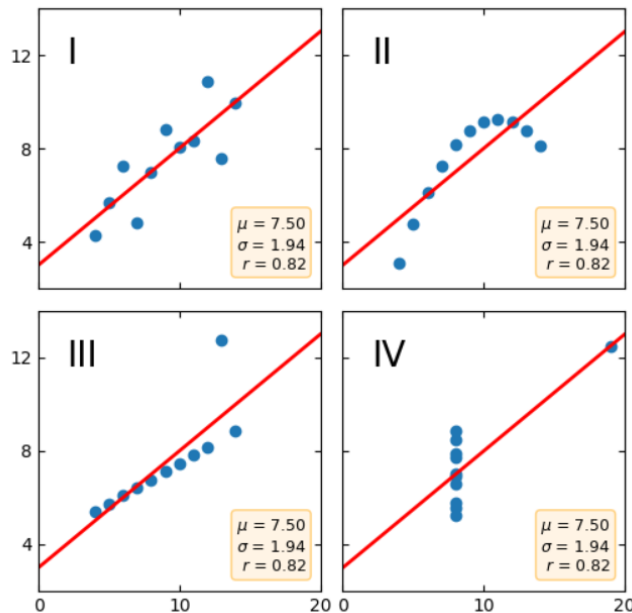 I
II
12
8
4
μ = 7.50
σ = 1.94
r = 0.82
μ = 7.50
σ = 1.94
r = 0.82
III
IV
12
8
4
μ = 7.50
σ = 1.94
r = 0.82
μ = 7.50
σ = 1.94
r = 0.82
0 10 20
0 10 20